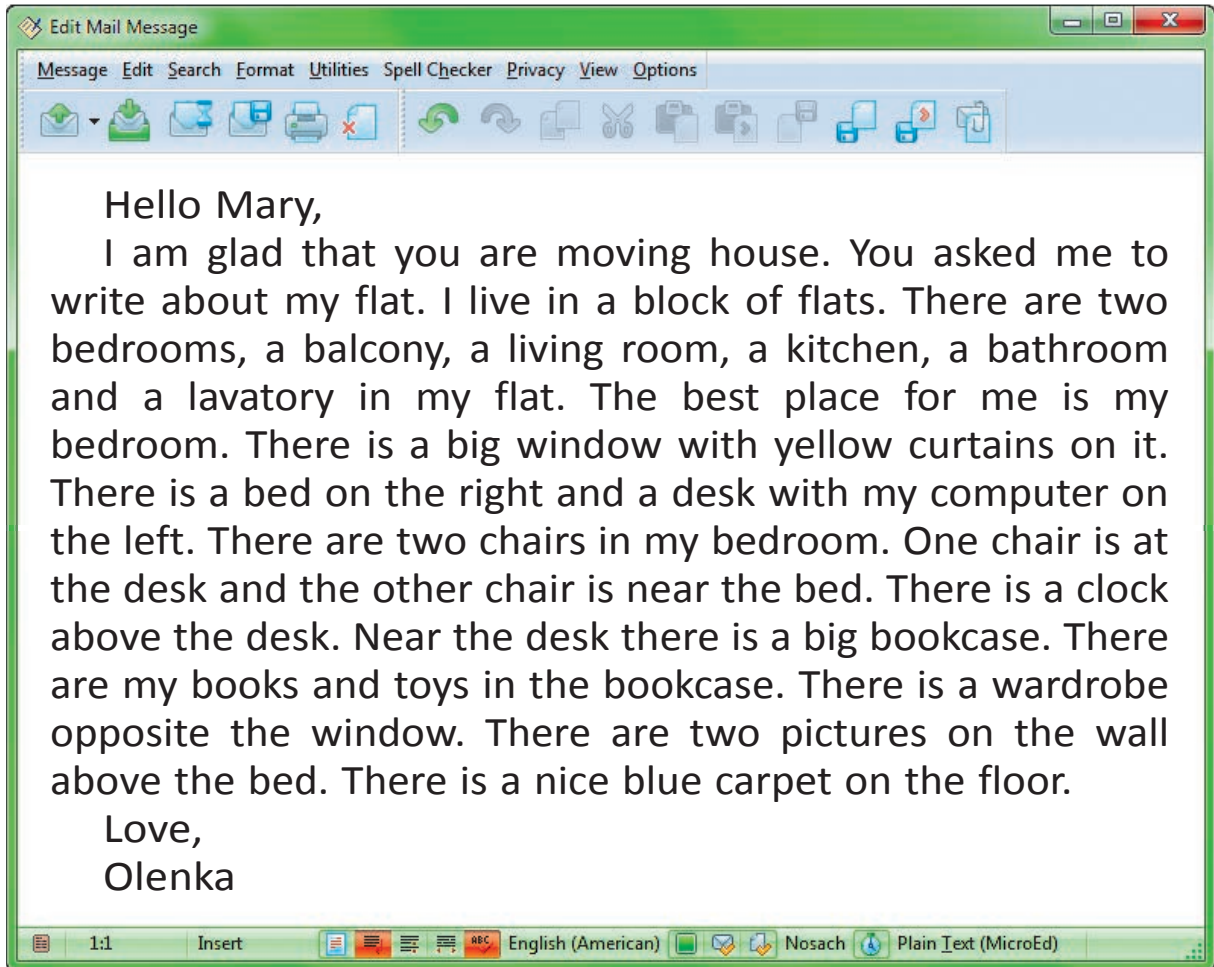 Edit Mail Message
Message Edit Search Format Utilities Spell Checker Privacy View Options
Hello Mary,
I am glad that you are moving house. You asked me to
write about my flat. I live in a block of flats. There are two
bedrooms, a balcony, a living room, a kitchen, a bathroom
and a lavatory in my flat. The best place for me is my
bedroom. There is a big window with yellow curtains on it.
There is a bed on the right and a desk with my computer on
the left. There are two chairs in my bedroom. One chair is at
the desk and the other chair is near the bed. There is a clock
above the desk. Near the desk there is a big bookcase. There
are my books and toys in the bookcase. There is a wardrobe
opposite the window. There are two pictures on the wall
above the bed. There is a nice blue carpet on the floor.
Love,
Olenka
1:1 Insert ABC English (American) Nosach Plain Text (MicroEd)